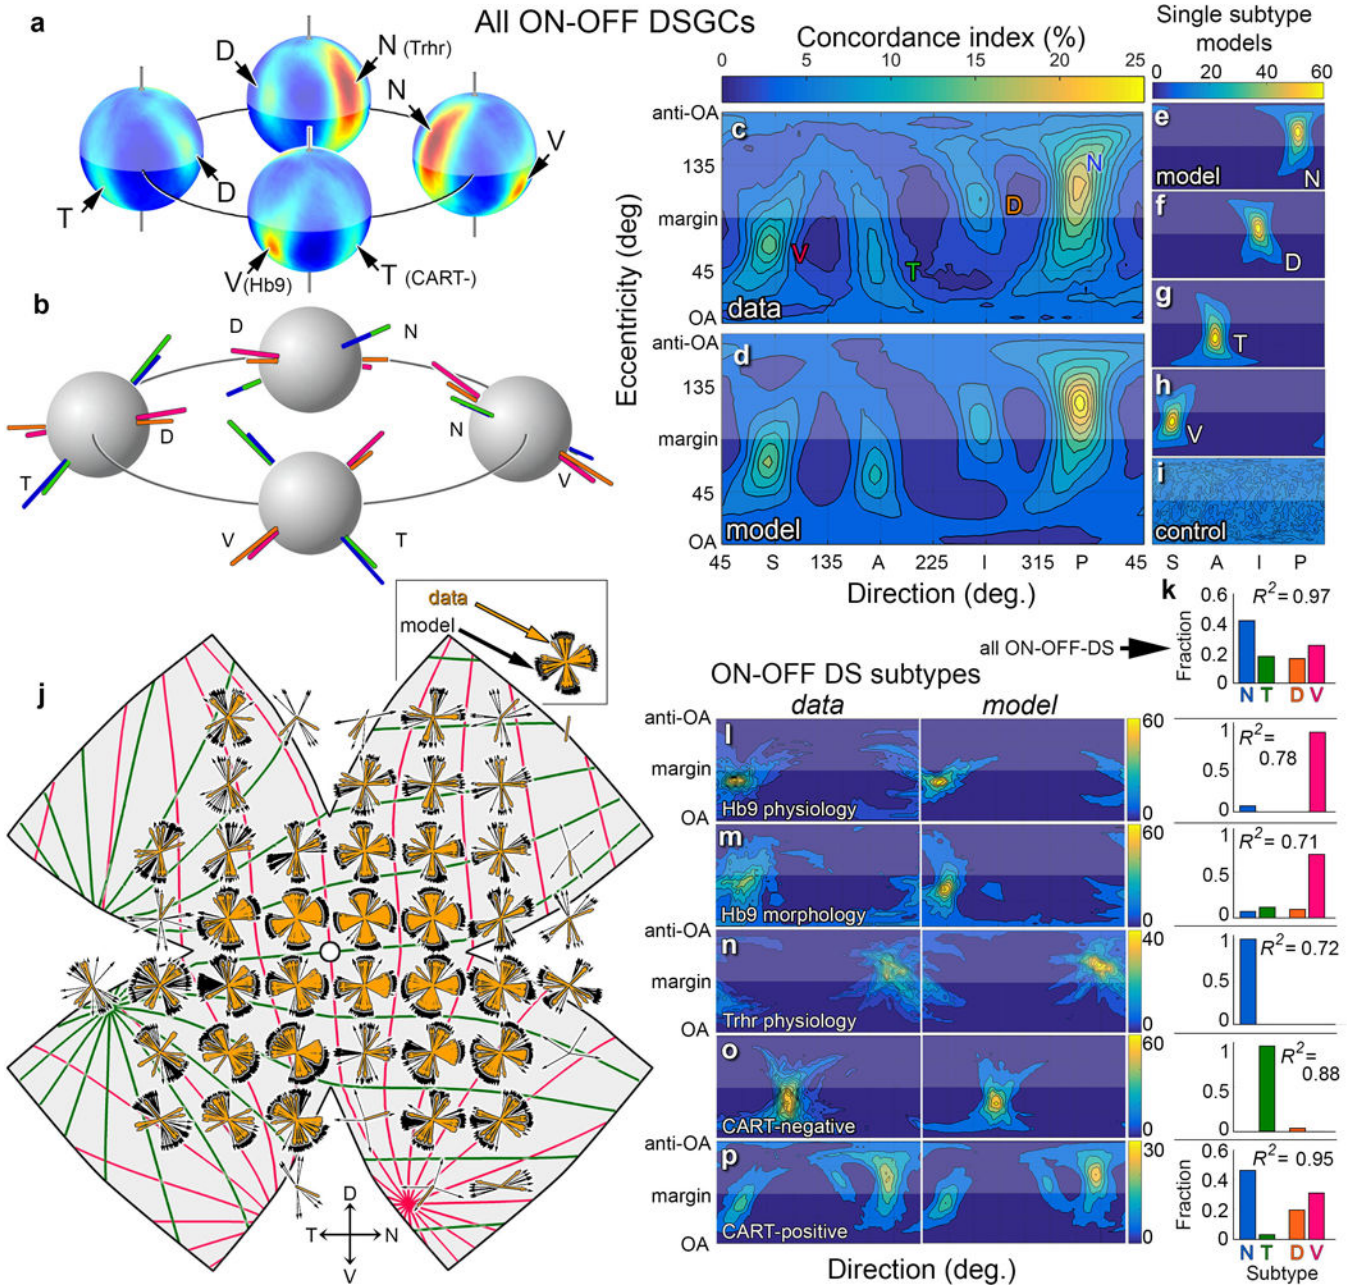 All ON-OFF DSGCs
a
D
N (Trhr)
N
V
T
D
V(Hb9)
T (CART-)
b
D
N
D
N
T
V
V
T
Concordance index (%)
0 5 10 15 20 25
Eccentricity (deg)
anti-OA
135
margin
45
OA
c
N
D
V
T
data
anti-OA
135
margin
45
OA
d
model
45 S 135 A 225 I 315 P 45
Direction (deg.)
Single subtype
models
0 20 40 60
e
model
N
f
D
g
T
h
V
i
control
S A I P
j
data
model
D
T N
V
all ON-OFF-DS
k
Fraction
0.6
0.4
0.2
0
R² = 0.97
N T D V
ON-OFF DS subtypes
data model
anti-OA
margin
OA
l
Hb9 physiology
60
0
1
0.5
0
R² =
0.78
m
Hb9 morphology
60
0
1
0.5
0
R² = 0.71
anti-OA
margin
OA
n
Trhr physiology
40
0
1
0.5
0
R² = 0.72
o
CART-negative
60
0
1
0.5
0
R² =
0.88
anti-OA
margin
OA
p
CART-positive
30
0
Direction (deg.)
Fraction
0.6
0.4
0.2
0
R² = 0.95
N T D V
Subtype